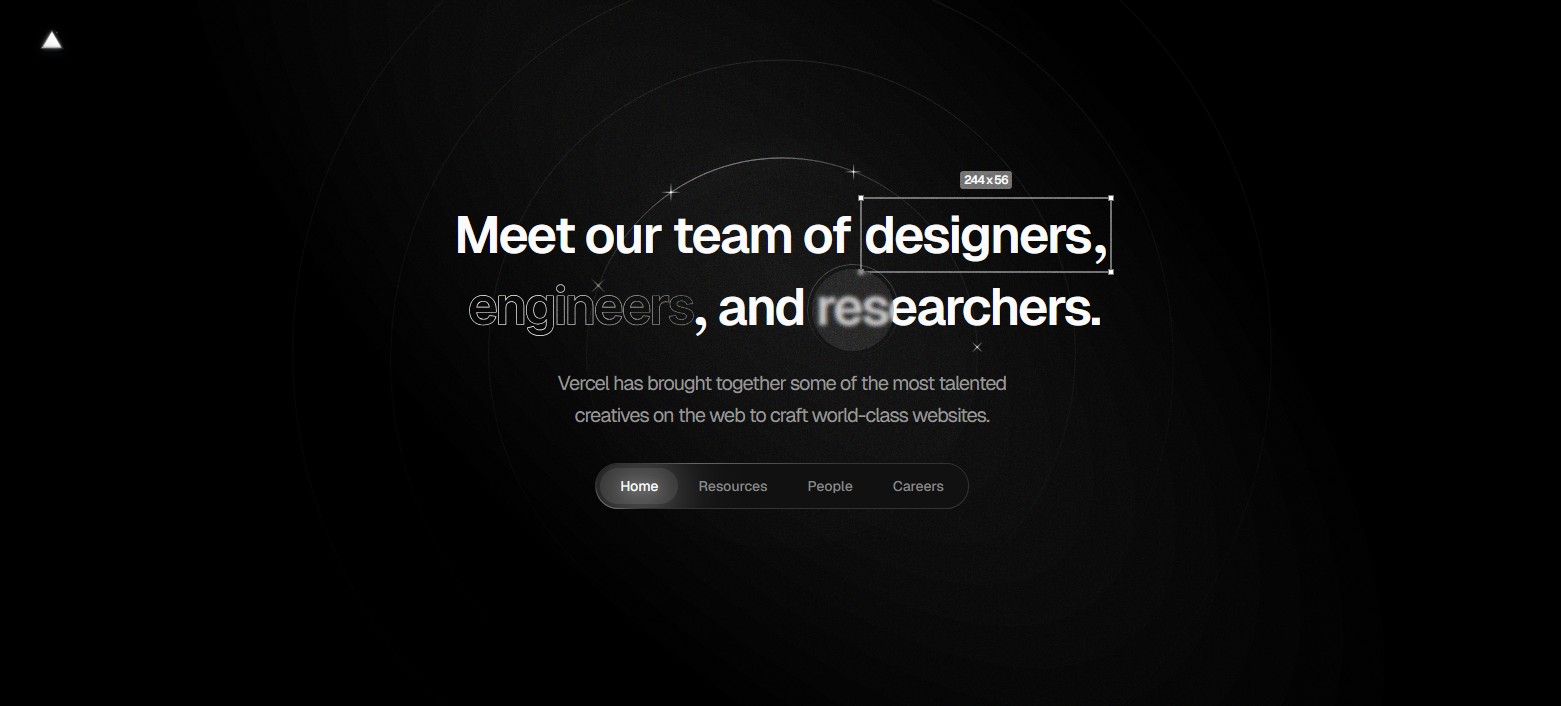 244 x 56
Meet our team of designers,
engineers, and researchers.
Vercel has brought together some of the most talented
creatives on the web to craft world-class websites.
Home Resources People Careers